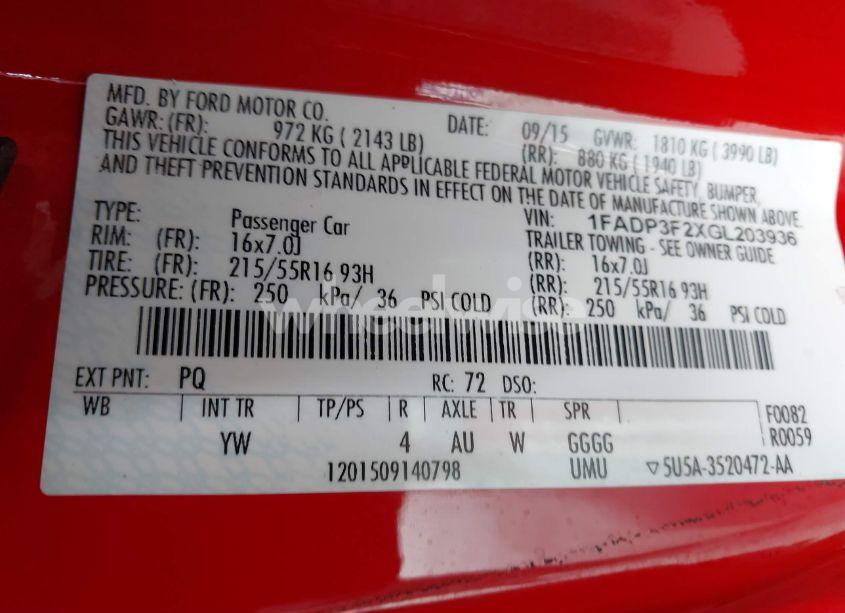 MFD. BY FORD MOTOR CO. DATE: 09/15 GVWR: 1810 KG ( 3990 LB)
GAWR: (FR): 972 KG ( 2143 LB) (RR): 880 KG ( 1940 LB)
THIS VEHICLE CONFORMS TO ALL APPLICABLE FEDERAL MOTOR VEHICLE SAFETY, BUMPER,
AND THEFT PREVENTION STANDARDS IN EFFECT ON THE DATE OF MANUFACTURE SHOWN ABOVE.
VIN: 1FADP3F2XGL203936
TYPE: Passenger Car TRAILER TOWING - SEE OWNER GUIDE
RIM: (FR): 16x7.0J (RR): 16x7.0J
TIRE: (FR): 215/55R16 93H (RR): 215/55R16 93H
PRESSURE: (FR): 250 kPa/ 36 PSI COLD (RR): 250 kPa/ 36 PSI COLD
wheelwise
EXT PNT: PQ RC: 72 DSO:
WB INT TR TP/PS R AXLE TR SPR F0082
YW 4 AU W GGGG R0059
1201509140798 UMU ▽5U5A-3520472-AA